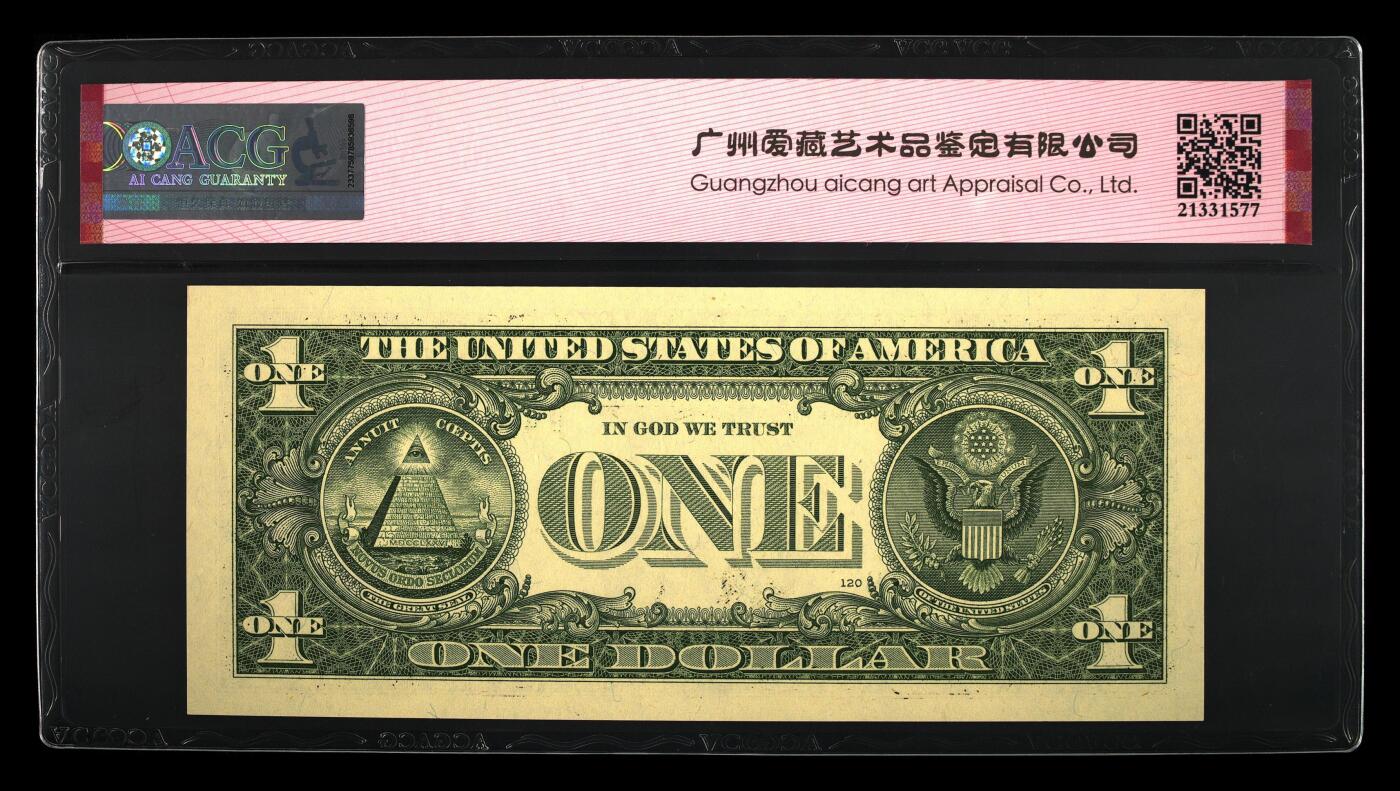 ACG
AI CANG GUARANTY
广州爱藏艺术品鉴定有限公司
Guangzhou aicang art Appraisal Co., Ltd.
21331577
THE UNITED STATES OF AMERICA
1
ONE
1
ONE
ANNUIT COEPTIS
IN GOD WE TRUST
ONE
MDCCLXXVI
NOVUS ORDO SECLORUM
THE GREAT SEAL
120
OF THE UNITED STATES
1
ONE
1
ONE
ONE DOLLAR